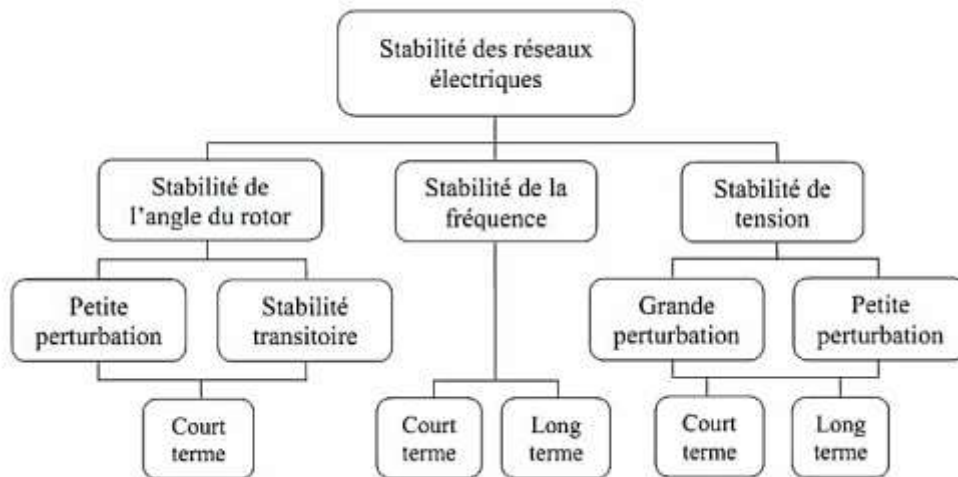 Stabilité des réseaux
électriques
Stabilité de
l'angle du rotor
Stabilité de la
fréquence
Stabilité de
tension
Petite
perturbation
Stabilité
transitoire
Grande
perturbation
Petite
perturbation
Court
terme
Court
terme
Long
terme
Court
terme
Long
terme